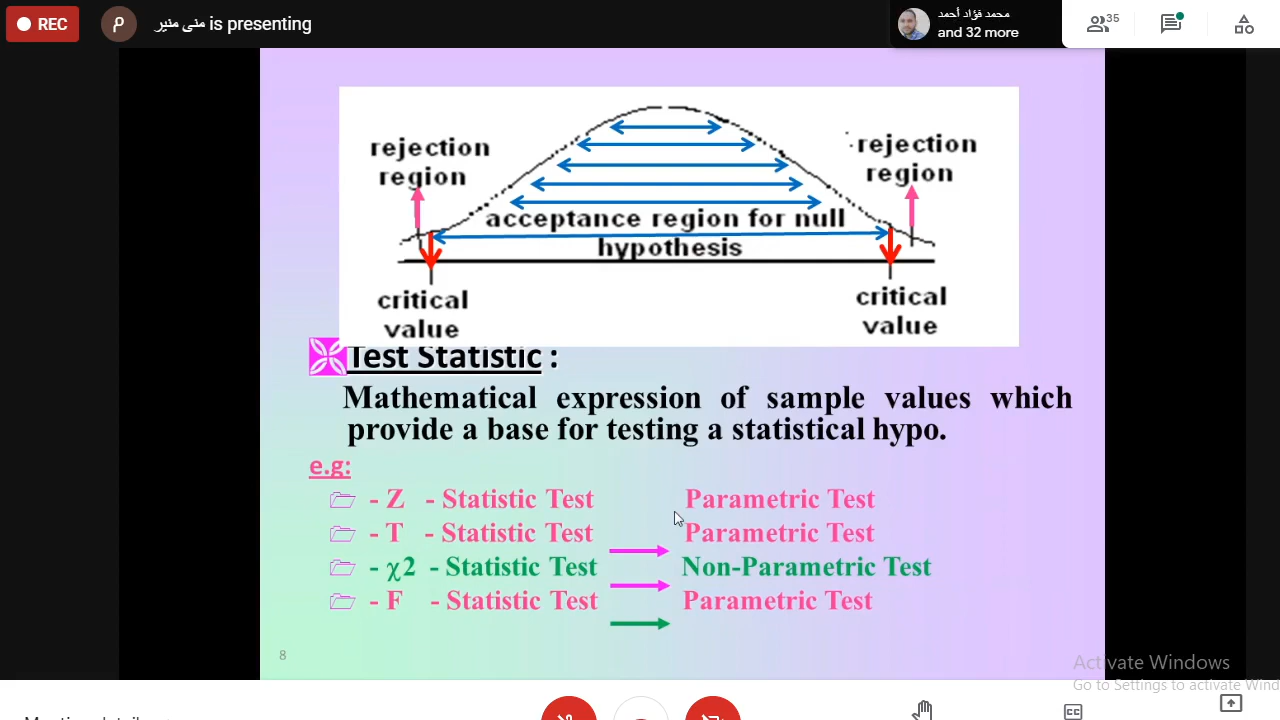 REC
م
منى منير is presenting
محمد فؤاد أحمد
and 32 more
35
rejection
region
rejection
region
acceptance region for null
hypothesis
critical
value
critical
value
Test Statistic :
Mathematical expression of sample values which
provide a base for testing a statistical hypo.
e.g:
- Z - Statistic Test Parametric Test
- T - Statistic Test Parametric Test
- χ2 - Statistic Test Non-Parametric Test
- F - Statistic Test Parametric Test
8
Activate Windows
Go to Settings to activate Wind
CC